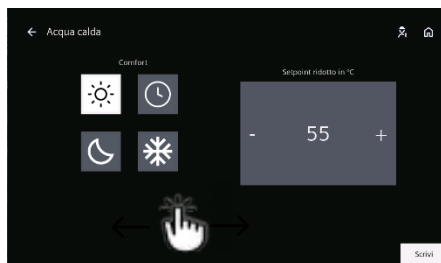 Acqua calda
Comfort
Setpoint ridotto in °C
- 55 +
Scrivi